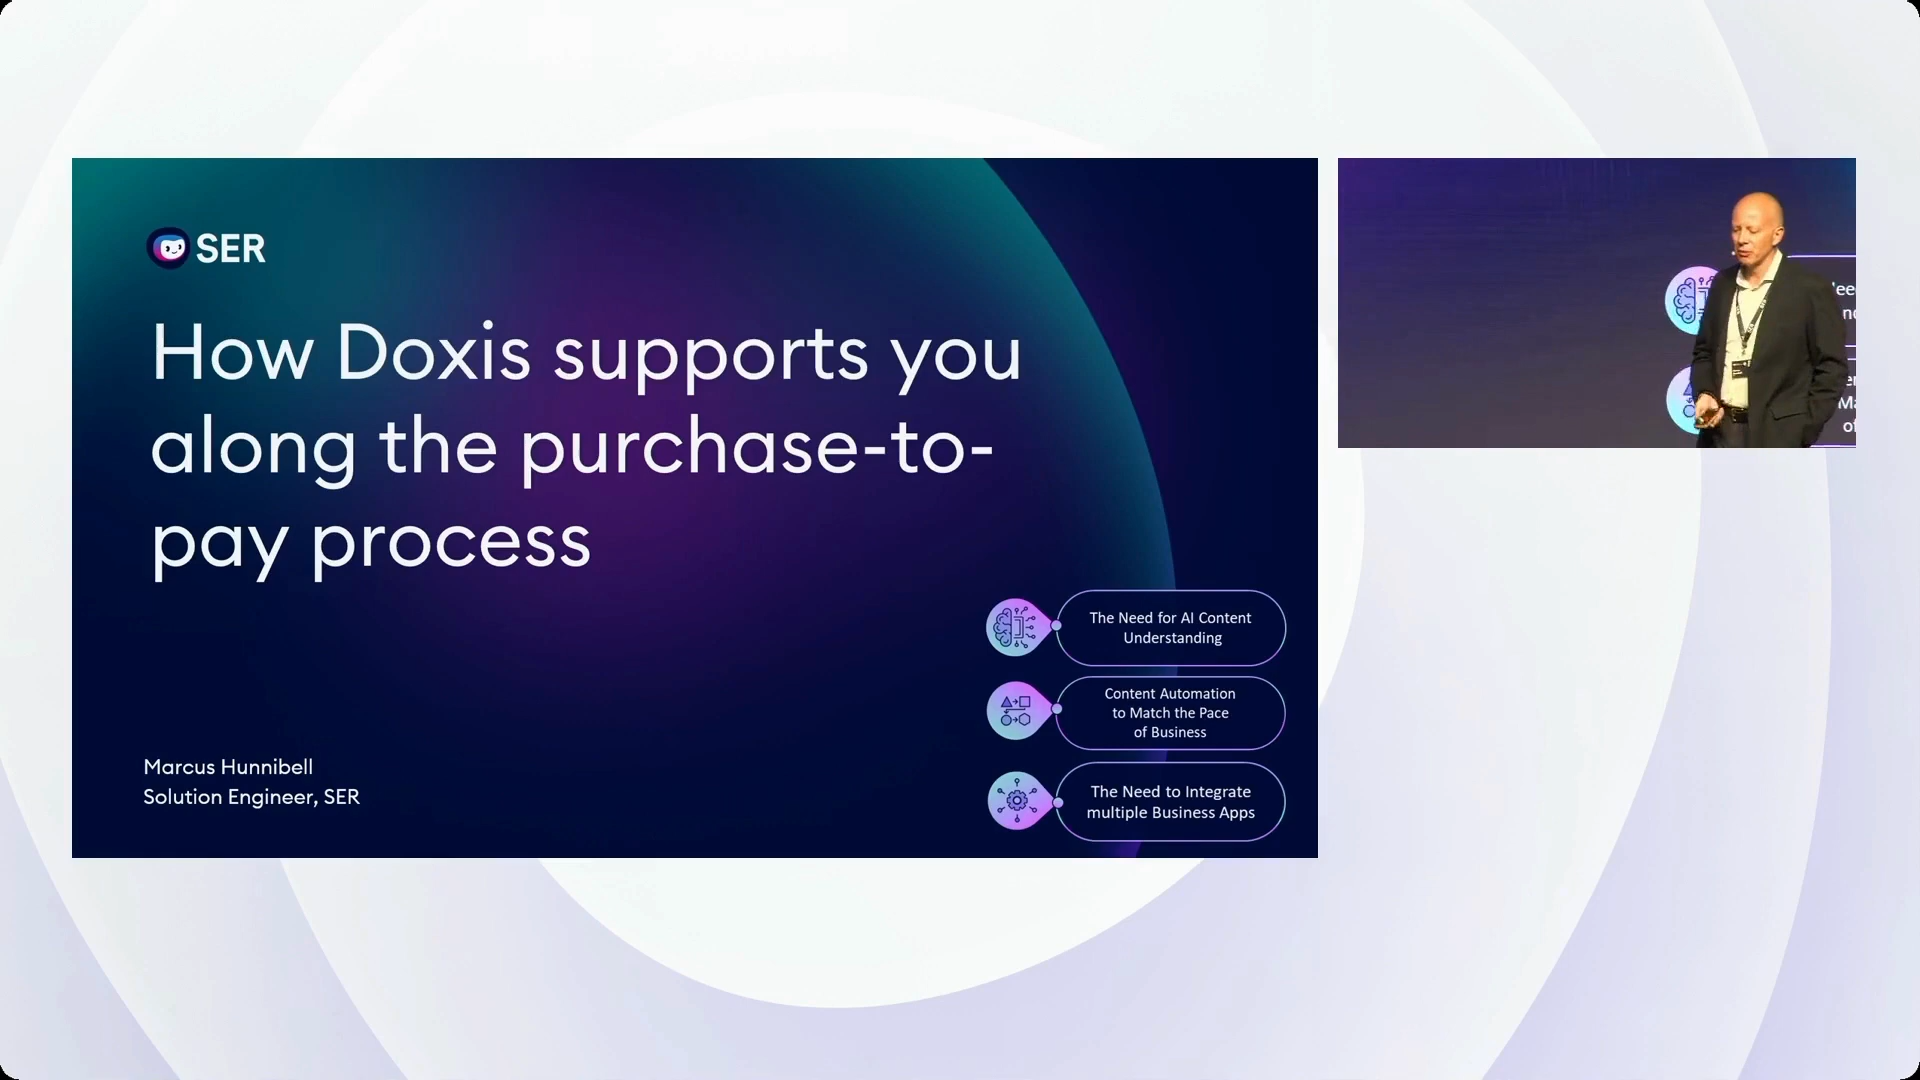 SER
How Doxis supports you
along the purchase-to-
pay process
The Need for AI Content
Understanding
Content Automation
to Match the Pace
of Business
The Need to Integrate
multiple Business Apps
Marcus Hunnibell
Solution Engineer, SER